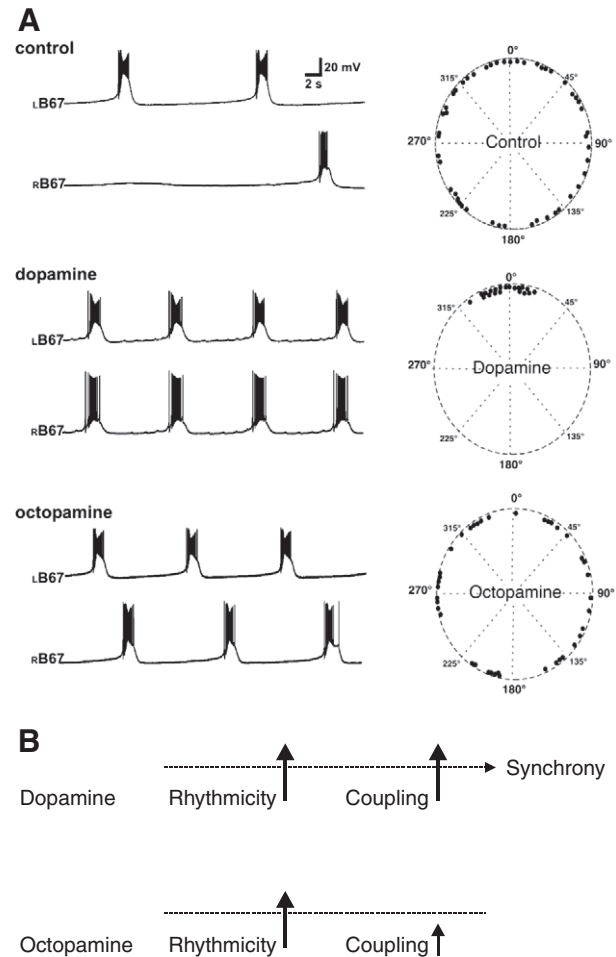 A
control
20 mV
2 s
LB67
RB67
0°
45°
90°
135°
180°
225°
270°
315°
Control
dopamine
LB67
RB67
0°
45°
90°
135°
180°
225°
270°
315°
Dopamine
octopamine
LB67
RB67
0°
45°
90°
135°
180°
225°
270°
315°
Octopamine
B
Synchrony
Dopamine Rhythmicity Coupling
Octopamine Rhythmicity Coupling